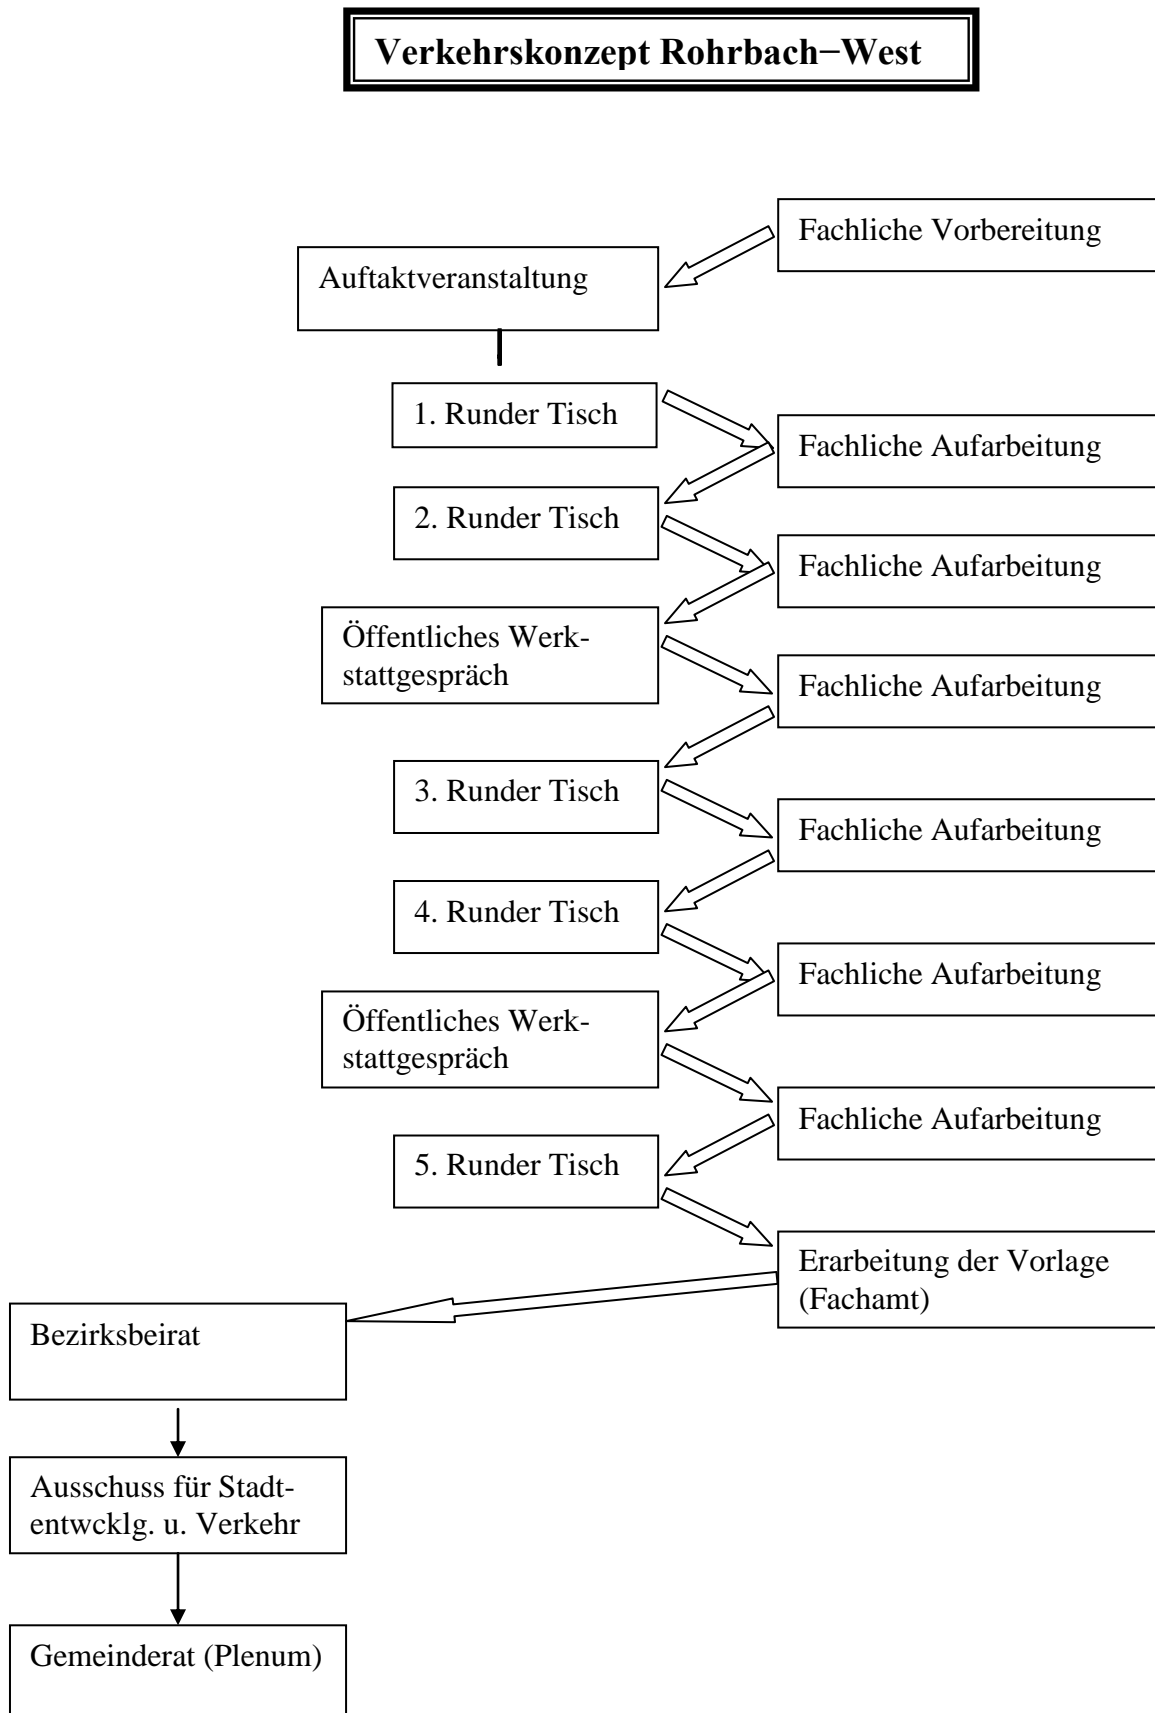 Verkehrskonzept Rohrbach−West
Fachliche Vorbereitung
Auftaktveranstaltung
1. Runder Tisch
Fachliche Aufarbeitung
2. Runder Tisch
Fachliche Aufarbeitung
Öffentliches Werk-
stattgespräch
Fachliche Aufarbeitung
3. Runder Tisch
Fachliche Aufarbeitung
4. Runder Tisch
Fachliche Aufarbeitung
Öffentliches Werk-
stattgespräch
Fachliche Aufarbeitung
5. Runder Tisch
Erarbeitung der Vorlage
(Fachamt)
Bezirksbeirat
Ausschuss für Stadt-
entwcklg. u. Verkehr
Gemeinderat (Plenum)